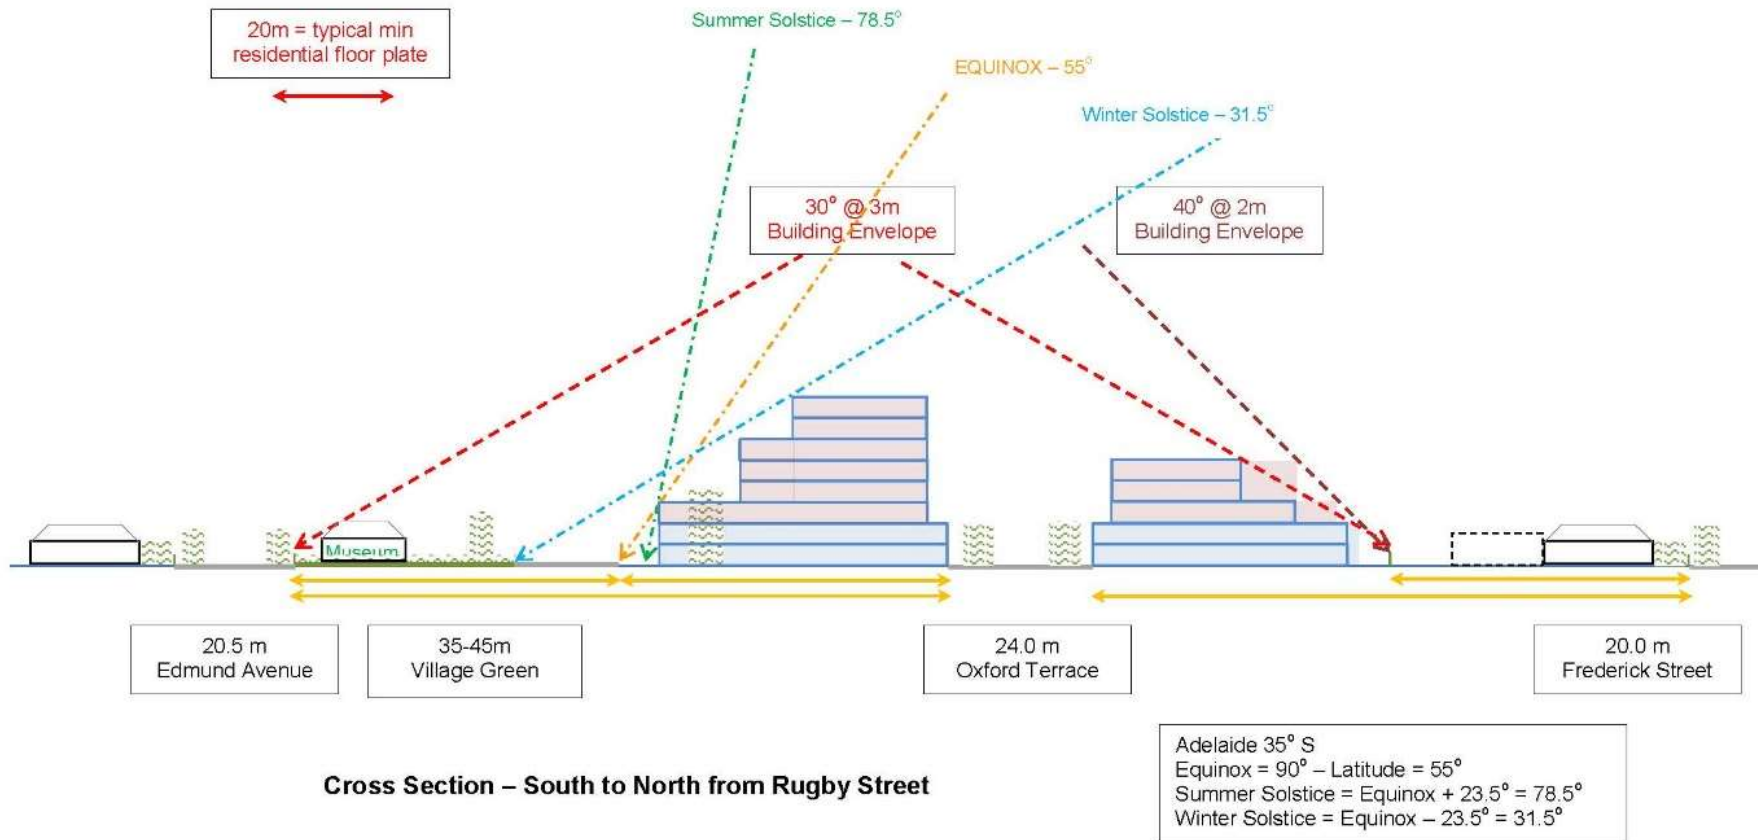 20m = typical min
residential floor plate
Summer Solstice – 78.5°
EQUINOX – 55°
Winter Solstice – 31.5°
30° @ 3m
Building Envelope
40° @ 2m
Building Envelope
Museum
20.5 m
Edmund Avenue
35-45m
Village Green
24.0 m
Oxford Terrace
20.0 m
Frederick Street
Cross Section – South to North from Rugby Street
Adelaide 35° S
Equinox = 90° – Latitude = 55°
Summer Solstice = Equinox + 23.5° = 78.5°
Winter Solstice = Equinox – 23.5° = 31.5°